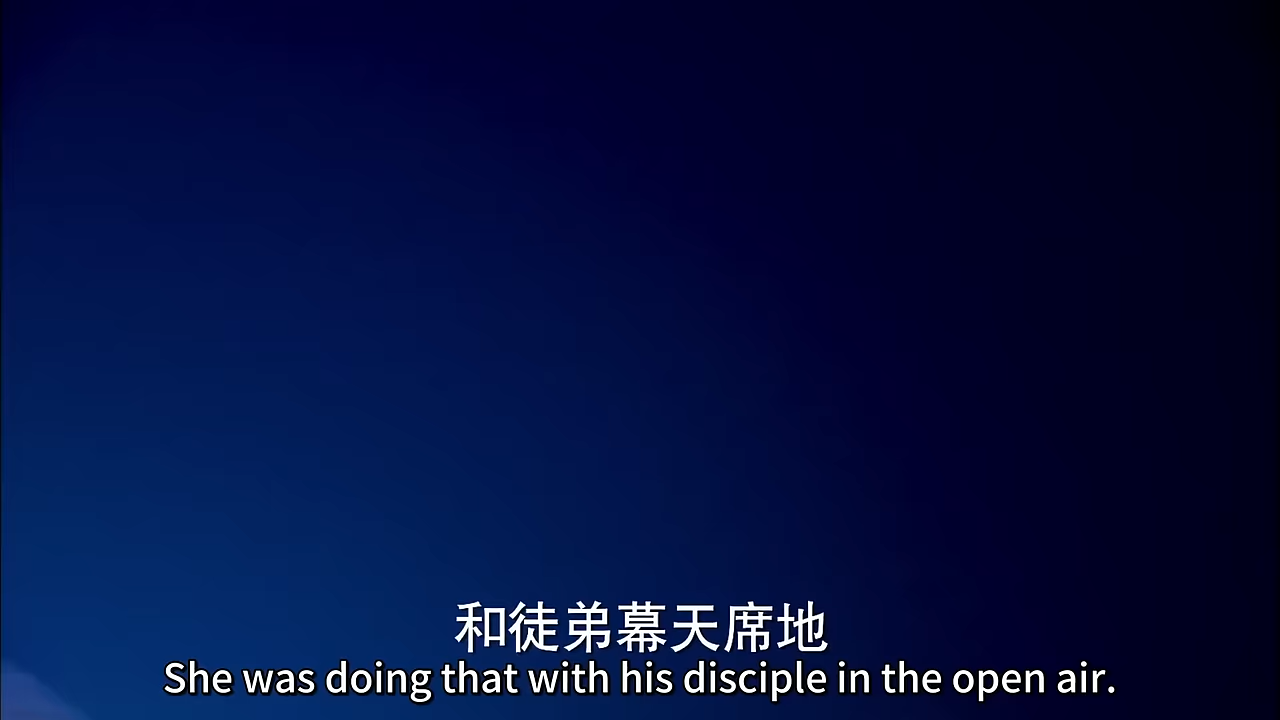 和徒弟幕天席地
She was doing that with his disciple in the open air.